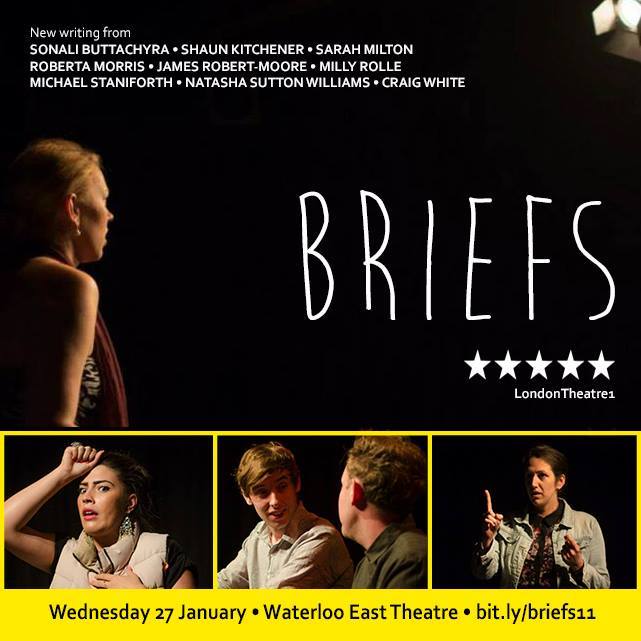 New writing from
SONALI BUTTACHYRA • SHAUN KITCHENER • SARAH MILTON
ROBERTA MORRIS • JAMES ROBERT-MOORE • MILLY ROLLE
MICHAEL STANIFORTH • NATASHA SUTTON WILLIAMS • CRAIG WHITE
BRIEFS
★★★★★
LondonTheatre1
Wednesday 27 January • Waterloo East Theatre • bit.ly/briefs11